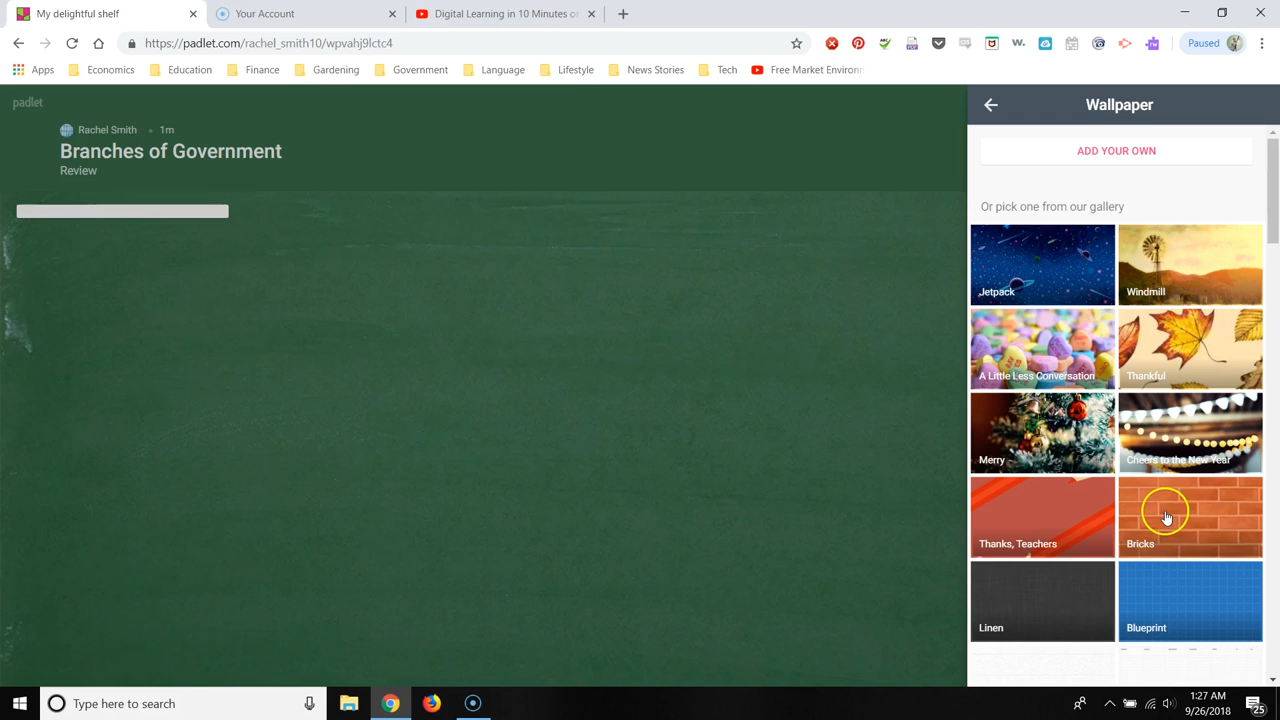 My delightful shelf
Your Account
Digital Learning in 10 Minutes or
https://padlet.com/rachel_smith10/wpvahj9lctc4
Paused
Apps
Economics
Education
Finance
Gardening
Government
Language
Lifestyle
News Stories
Tech
Free Market Environ
padlet
Rachel Smith • 1m
Branches of Government
Review
Wallpaper
ADD YOUR OWN
Or pick one from our gallery
Jetpack
Windmill
A Little Less Conversation
Thankful
Merry
Cheers to the New Year
Thanks, Teachers
Bricks
Linen
Blueprint
Type here to search
1:27 AM
9/26/2018
25